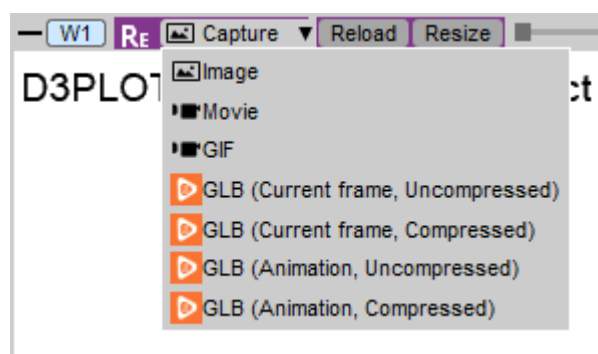 W1 RE Capture ▼ Reload Resize
D3PLOT ct
Image
Movie
GIF
GLB (Current frame, Uncompressed)
GLB (Current frame, Compressed)
GLB (Animation, Uncompressed)
GLB (Animation, Compressed)